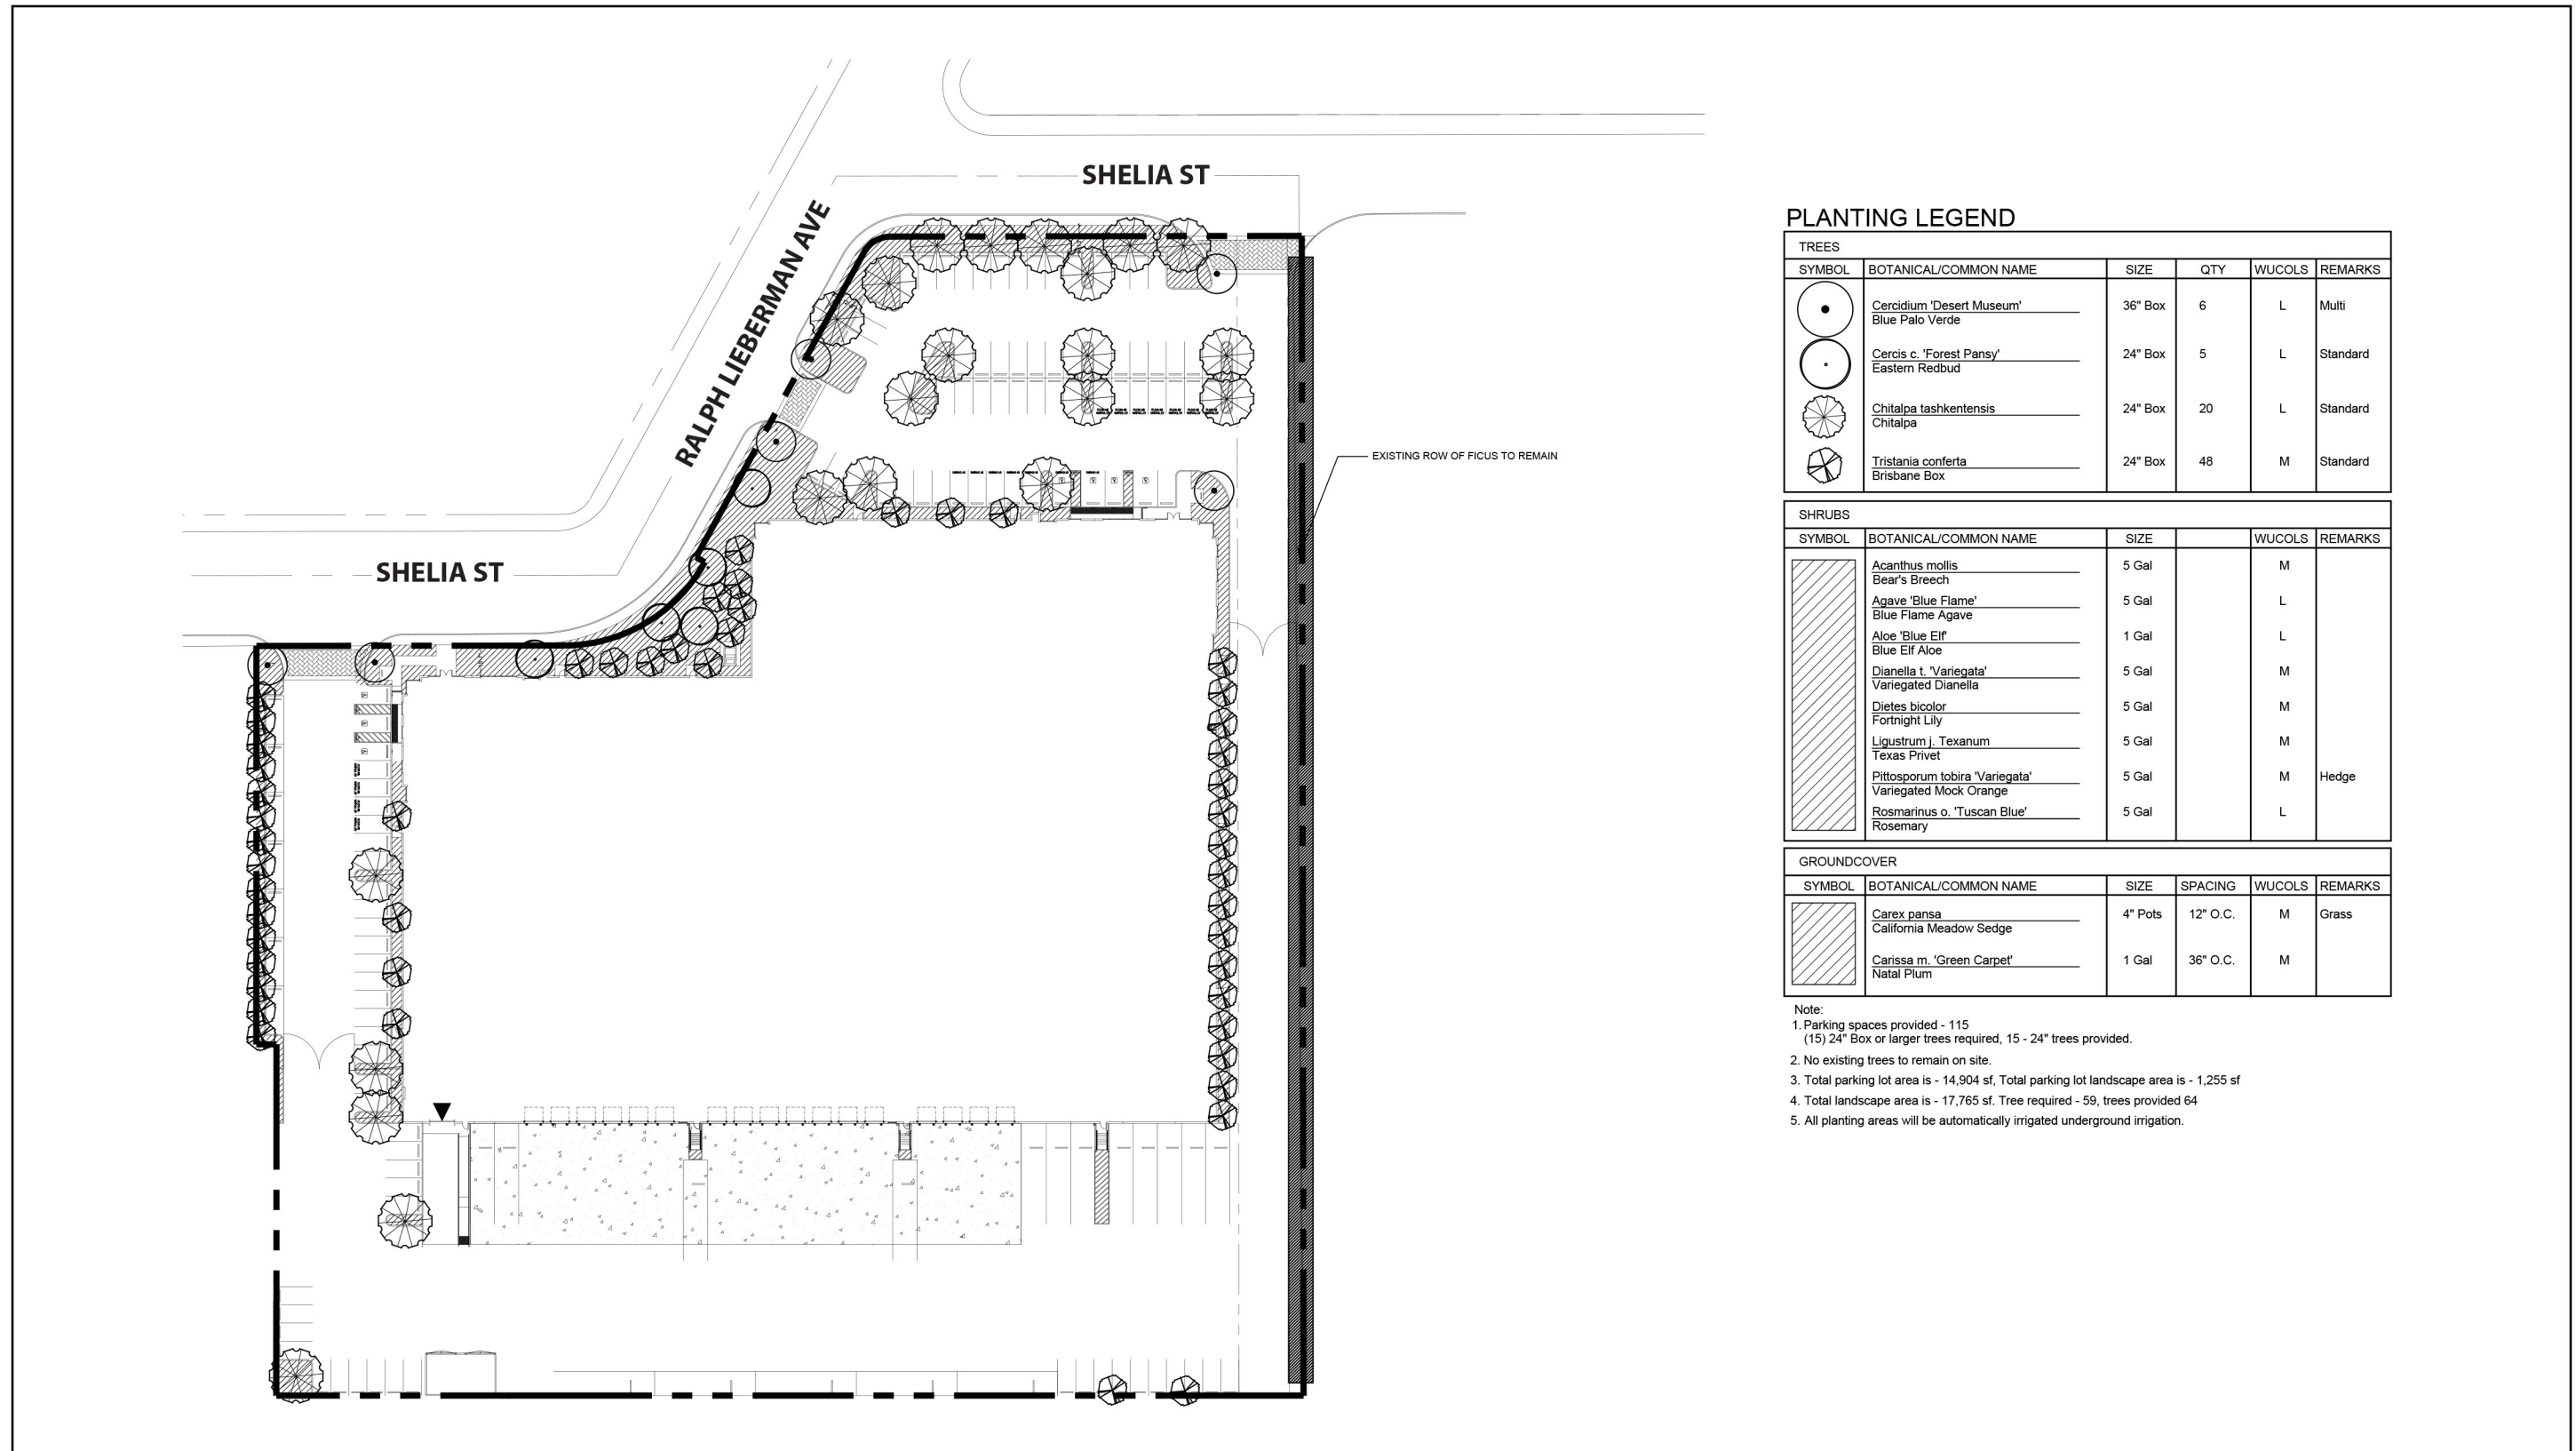 SHELIA ST
RALPH LIEBERMAN AVE
EXISTING ROW OF FICUS TO REMAIN
SHELIA ST
PLANTING LEGEND
TREES
SYMBOL BOTANICAL/COMMON NAME SIZE QTY WUCOLS REMARKS
Cercidium 'Desert Museum' 36" Box 6 L Multi
Blue Palo Verde
Cercis c. 'Forest Pansy' 24" Box 5 L Standard
Eastern Redbud
Chitalpa tashkentensis 24" Box 20 L Standard
Chitalpa
Tristania conferta 24" Box 48 M Standard
Brisbane Box
SHRUBS
SYMBOL BOTANICAL/COMMON NAME SIZE WUCOLS REMARKS
Acanthus mollis 5 Gal M
Bear's Breech
Agave 'Blue Flame' 5 Gal L
Blue Flame Agave
Aloe 'Blue Elf' 1 Gal L
Blue Elf Aloe
Dianella t. 'Variegata' 5 Gal M
Variegated Dianella
Dietes bicolor 5 Gal M
Fortnight Lily
Ligustrum j. Texanum 5 Gal M
Texas Privet
Pittosporum tobira 'Variegata' 5 Gal M Hedge
Variegated Mock Orange
Rosmarinus o. 'Tuscan Blue' 5 Gal L
Rosemary
GROUNDCOVER
SYMBOL BOTANICAL/COMMON NAME SIZE SPACING WUCOLS REMARKS
Carex pansa 4" Pots 12" O.C. M Grass
California Meadow Sedge
Carissa m. 'Green Carpet' 1 Gal 36" O.C. M
Natal Plum
Note:
1. Parking spaces provided - 115
(15) 24" Box or larger trees required, 15 - 24" trees provided.
2. No existing trees to remain on site.
3. Total parking lot area is - 14,904 sf, Total parking lot landscape area is - 1,255 sf
4. Total landscape area is - 17,765 sf. Tree required - 59, trees provided 64
5. All planting areas will be automatically irrigated underground irrigation.